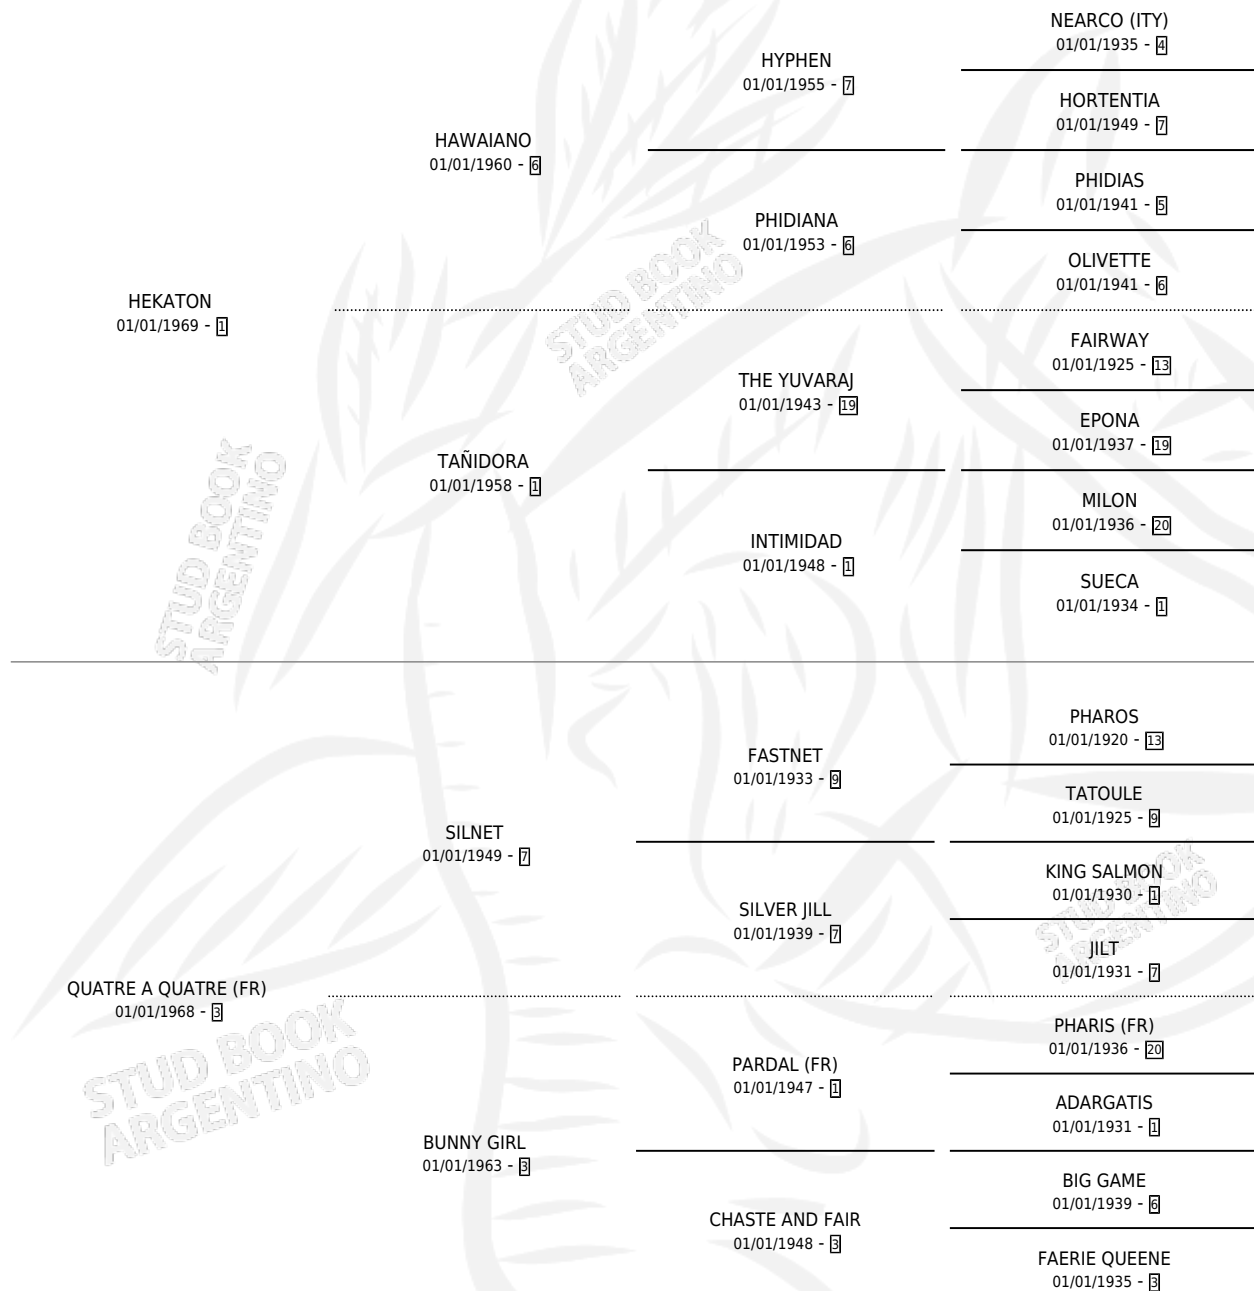 NEARCO (ITY)
01/01/1935 - 4
HYPHEN
01/01/1955 - 7
HORTENTIA
01/01/1949 - 7
HAWAIANO
01/01/1960 - 6
PHIDIAS
01/01/1941 - 5
PHIDIANA
01/01/1953 - 6
OLIVETTE
01/01/1941 - 6
HEKATON
01/01/1969 - 1
FAIRWAY
01/01/1925 - 13
THE YUVARAJ
01/01/1943 - 19
EPONA
01/01/1937 - 19
TAÑIDORA
01/01/1958 - 1
MILON
01/01/1936 - 20
INTIMIDAD
01/01/1948 - 1
SUECA
01/01/1934 - 1
PHAROS
01/01/1920 - 13
FASTNET
01/01/1933 - 9
TATOULE
01/01/1925 - 9
SILNET
01/01/1949 - 7
KING SALMON
01/01/1930 - 1
SILVER JILL
01/01/1939 - 7
JILT
01/01/1931 - 7
QUATRE A QUATRE (FR)
01/01/1968 - 3
PHARIS (FR)
01/01/1936 - 20
PARDAL (FR)
01/01/1947 - 1
ADARGATIS
01/01/1931 - 1
BUNNY GIRL
01/01/1963 - 3
BIG GAME
01/01/1939 - 6
CHASTE AND FAIR
01/01/1948 - 3
FAERIE QUEENE
01/01/1935 - 3
STUD BOOK
ARGENTINO
STUD BOOK
ARGENTINO
STUD BOOK
ARGENTINO
STUD BOOK
ARGENTINO